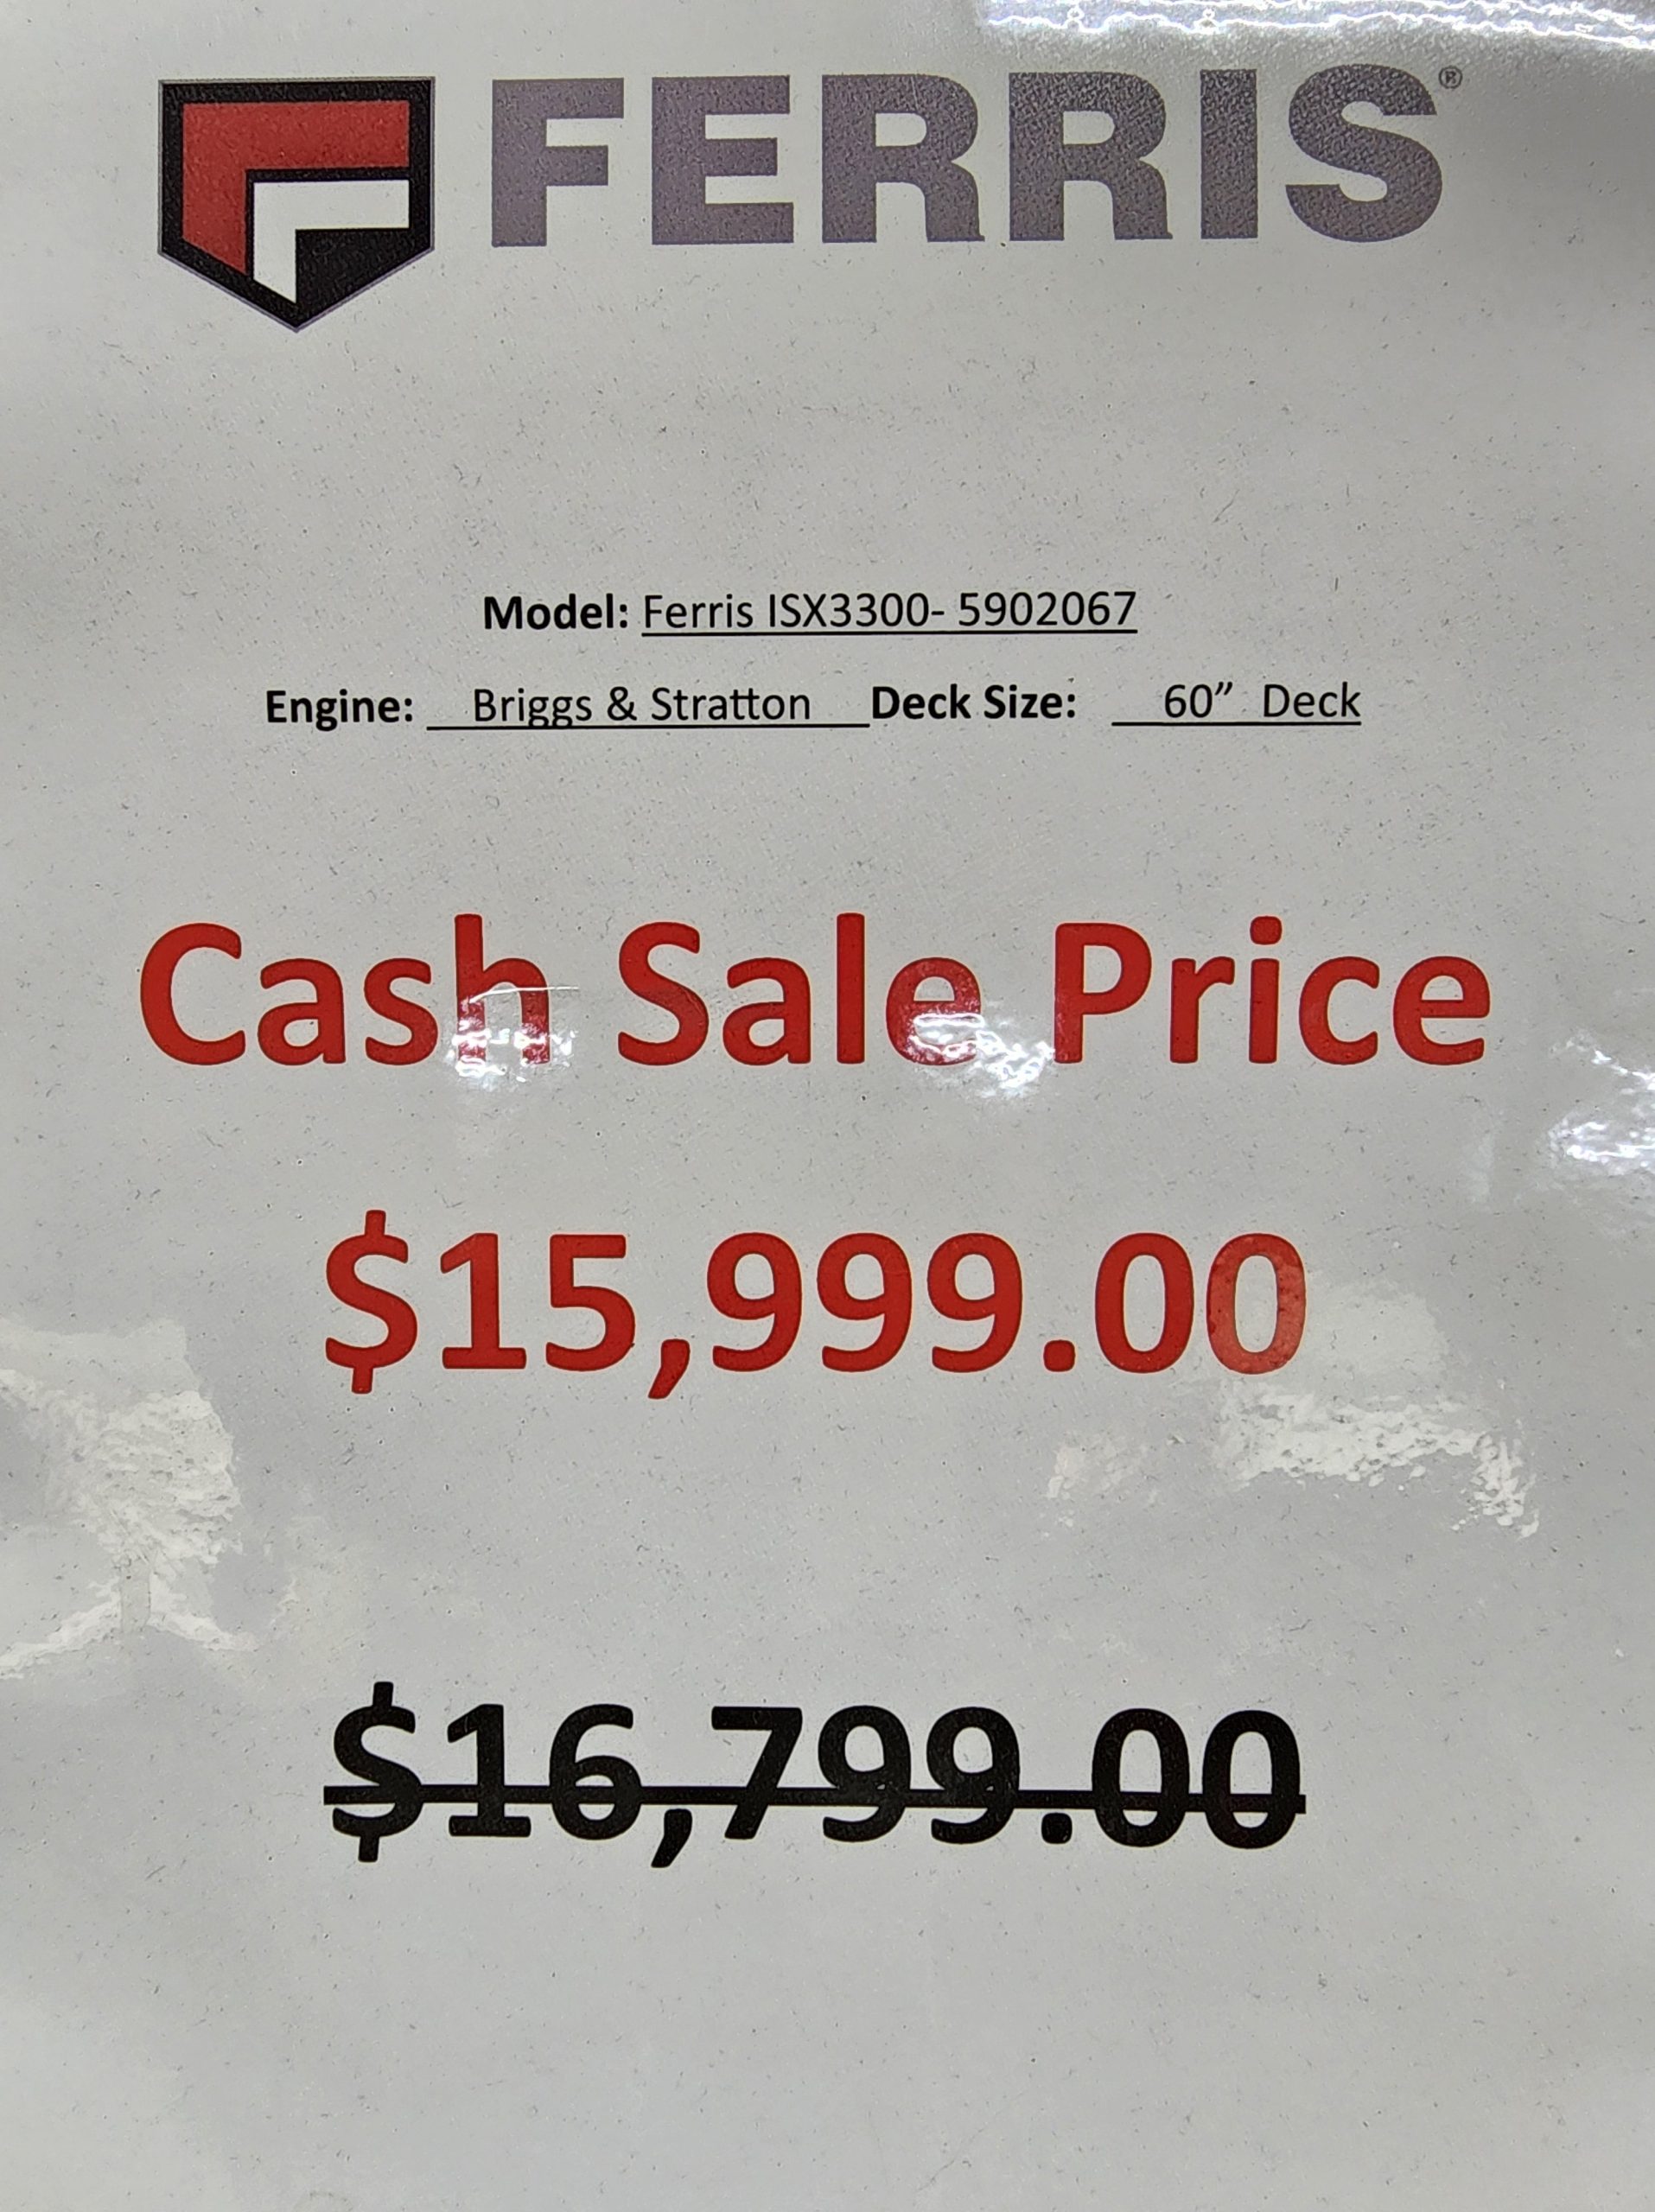 FERRIS®
Model: Ferris ISX3300- 5902067
Engine: Briggs & Stratton Deck Size: 60” Deck
Cash Sale Price
$15,999.00
$16,799.00